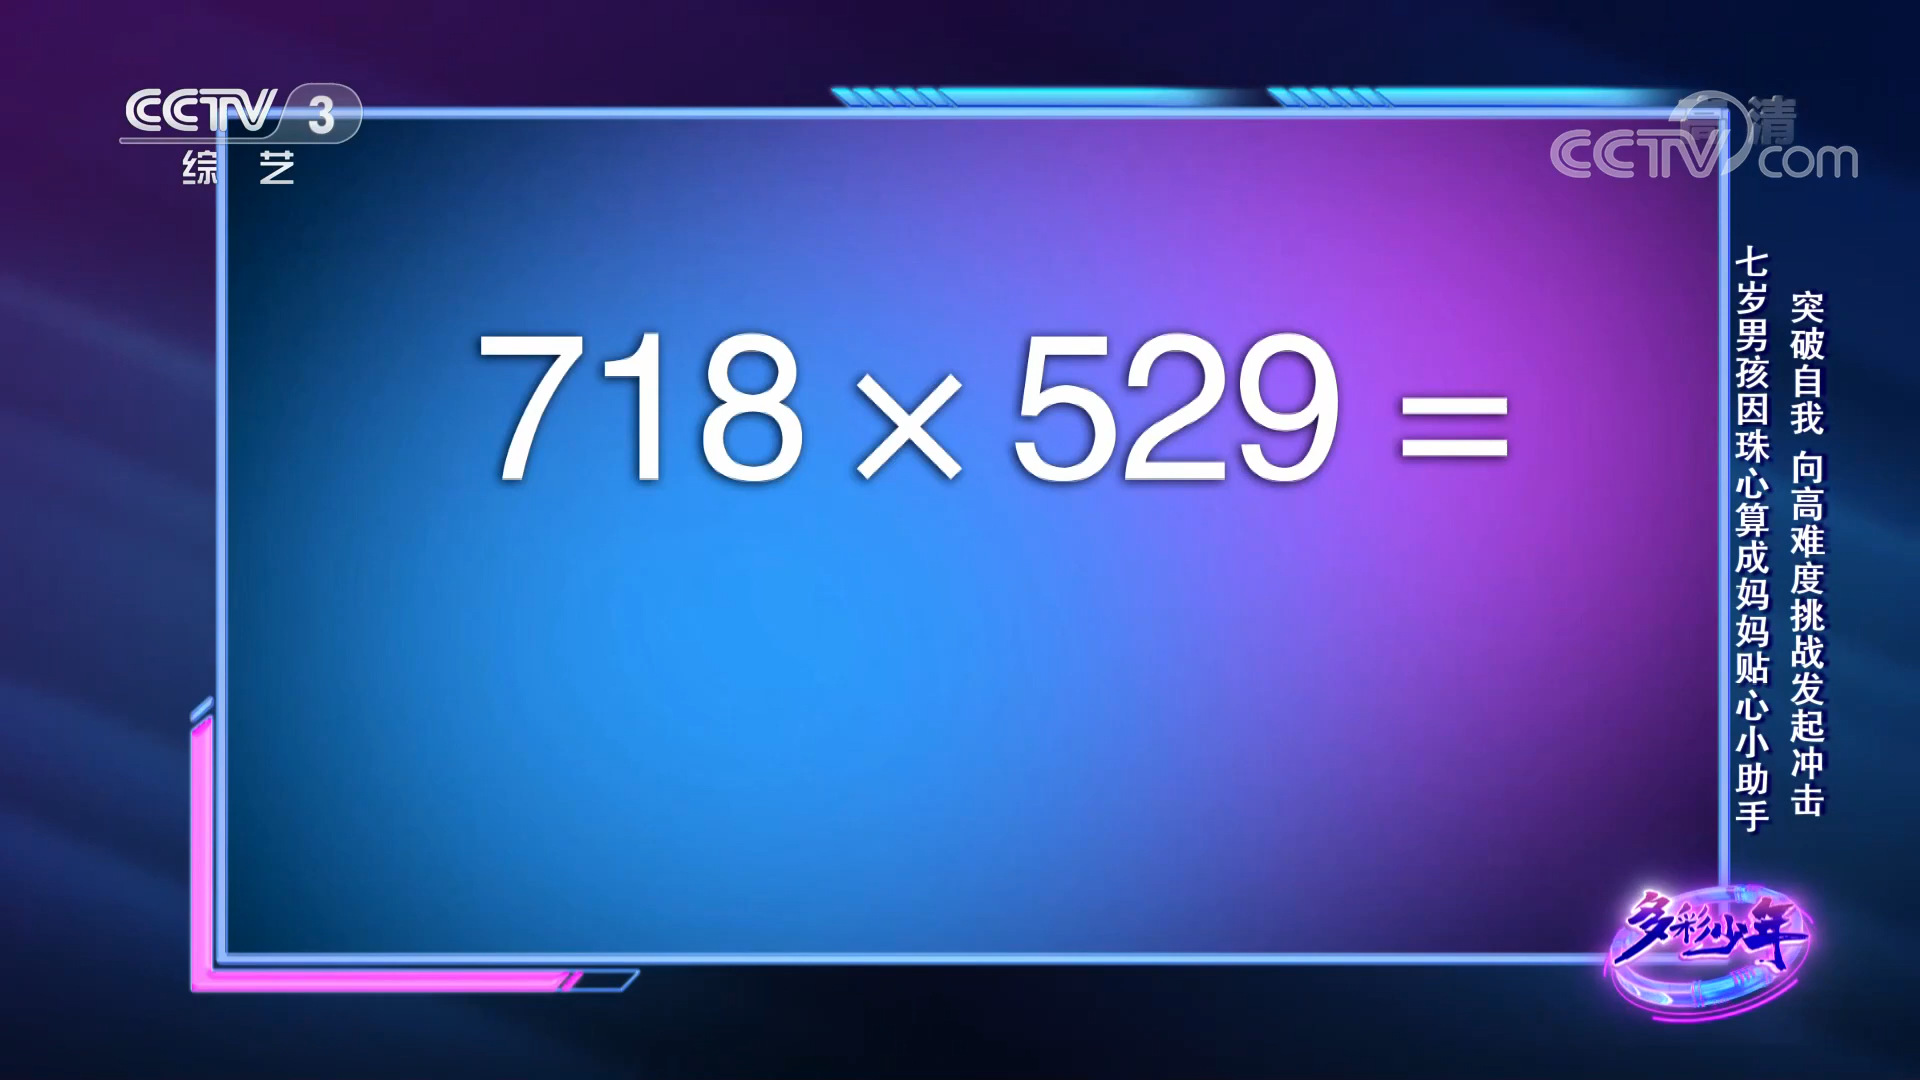 CCTV 3
综艺
高清
CCTV com
718×529=
突破自我 向高难度挑战发起冲击
七岁男孩因珠心算成妈妈贴心小助手
多彩少年